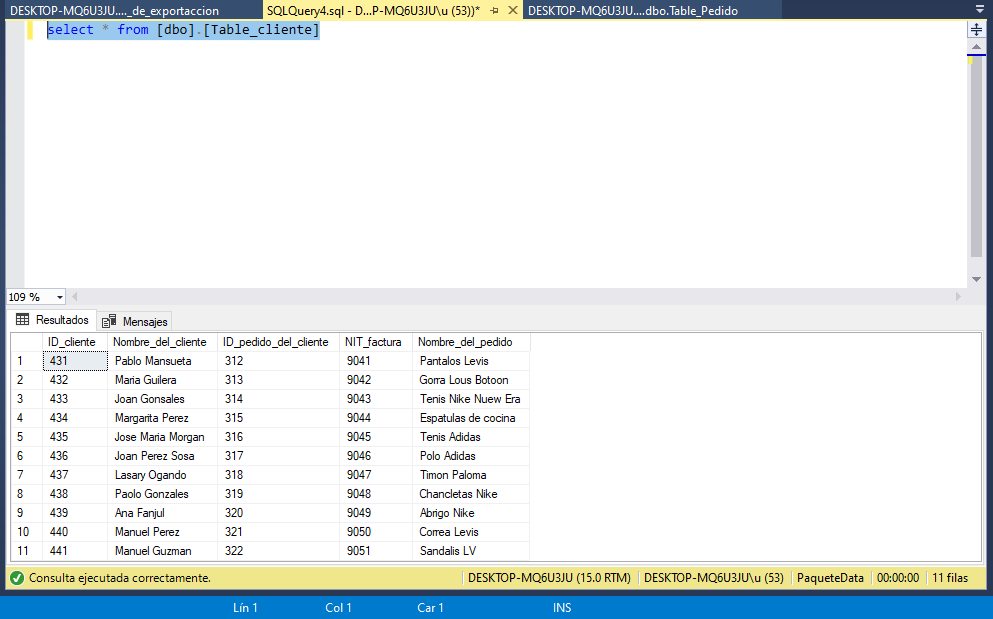 DESKTOP-MQ6U3JU...._de_exportaccion SQLQuery4.sql - D...P-MQ6U3JU\u (53))* DESKTOP-MQ6U3JU....dbo.Table_Pedido
select * from [dbo].[Table_cliente]
109 %
Resultados Mensajes
ID_cliente Nombre_del_cliente ID_pedido_del_cliente NIT_factura Nombre_del_pedido
1 431 Pablo Mansueta 312 9041 Pantalos Levis
2 432 Maria Guilera 313 9042 Gorra Lous Botoon
3 433 Joan Gonsales 314 9043 Tenis Nike Nuew Era
4 434 Margarita Perez 315 9044 Espatulas de cocina
5 435 Jose Maria Morgan 316 9045 Tenis Adidas
6 436 Joan Perez Sosa 317 9046 Polo Adidas
7 437 Lasary Ogando 318 9047 Timon Paloma
8 438 Paolo Gonzales 319 9048 Chancletas Nike
9 439 Ana Fanjul 320 9049 Abrigo Nike
10 440 Manuel Perez 321 9050 Correa Levis
11 441 Manuel Guzman 322 9051 Sandalis LV
Consulta ejecutada correctamente. DESKTOP-MQ6U3JU (15.0 RTM) DESKTOP-MQ6U3JU\u (53) PaqueteData 00:00:00 11 filas
Lín 1 Col 1 Car 1 INS